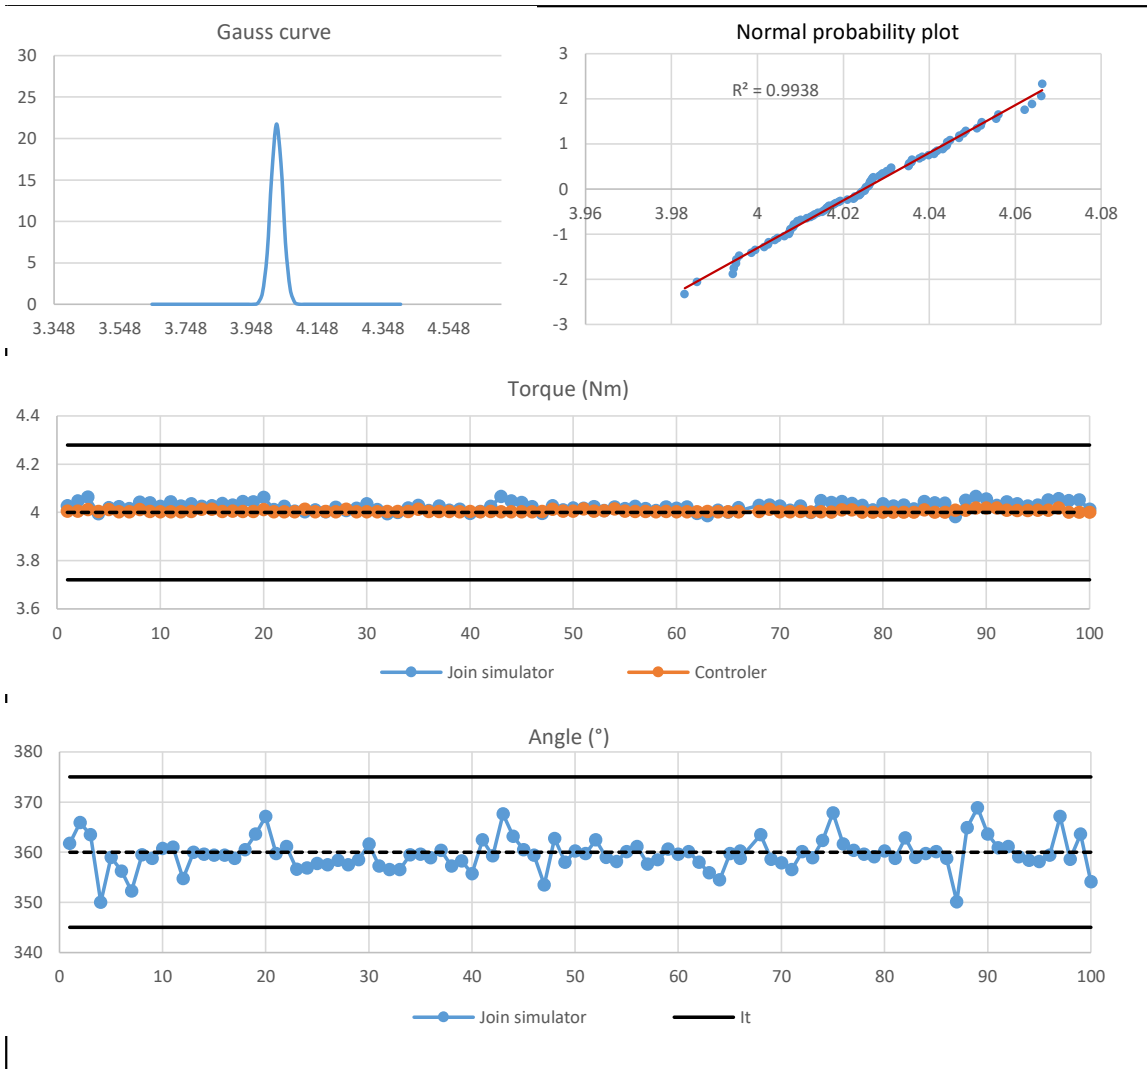 Gauss curve
30
25
20
15
10
5
0
3.348 3.548 3.748 3.948 4.148 4.348 4.548
Normal probability plot
R² = 0.9938
3
2
1
0
-1
-2
-3
3.96 3.98 4 4.02 4.04 4.06 4.08
Torque (Nm)
4.4
4.2
4
3.8
3.6
0 10 20 30 40 50 60 70 80 90 100
Join simulator Controler
Angle (°)
380
370
360
350
340
0 10 20 30 40 50 60 70 80 90 100
Join simulator It